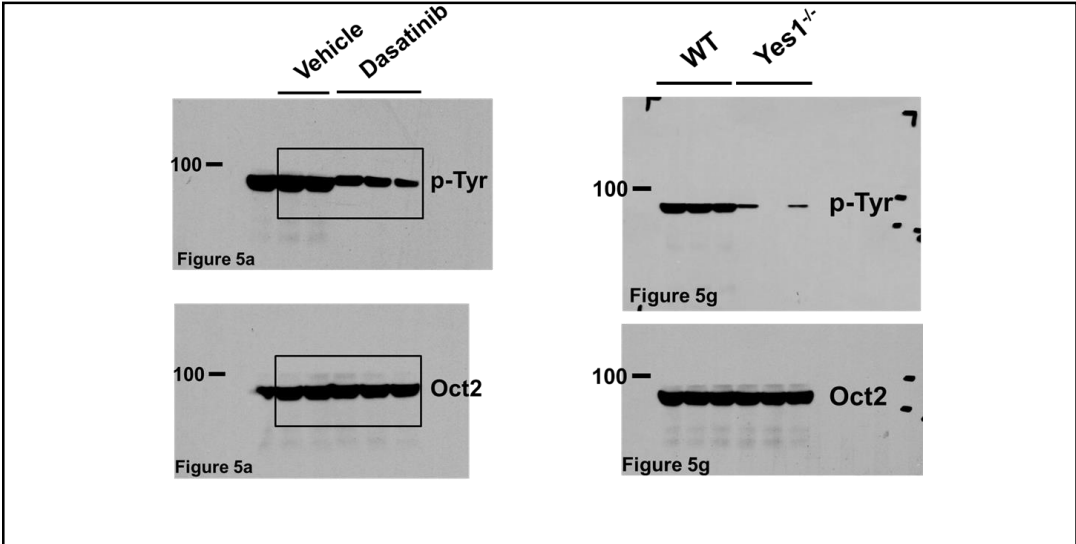 Vehicle
Dasatinib
100
p-Tyr
Figure 5a
100
Oct2
Figure 5a
WT
Yes1-/-
100
p-Tyr
Figure 5g
100
Oct2
Figure 5g